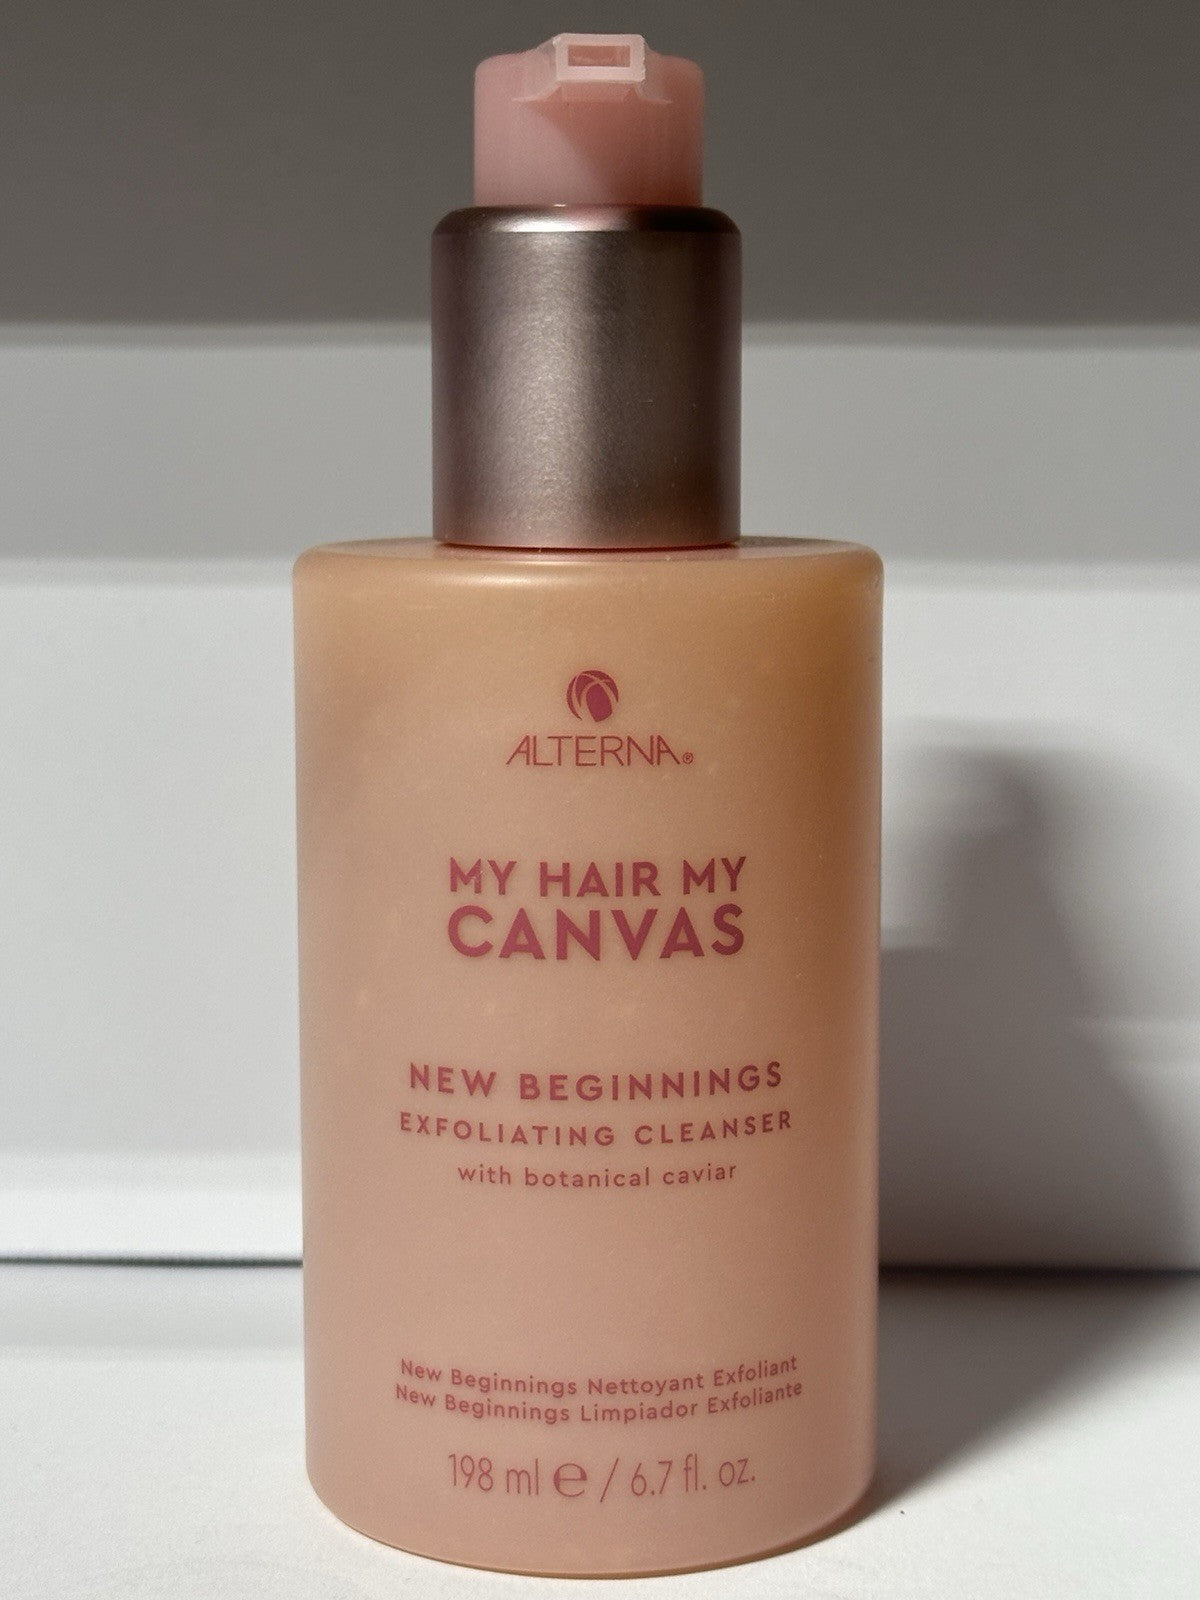 ALTERNA®
MY HAIR MY
CANVAS
NEW BEGINNINGS
EXFOLIATING CLEANSER
with botanical caviar
New Beginnings Nettoyant Exfoliant
New Beginnings Limpiador Exfoliante
198 ml ℮ / 6.7 fl. oz.